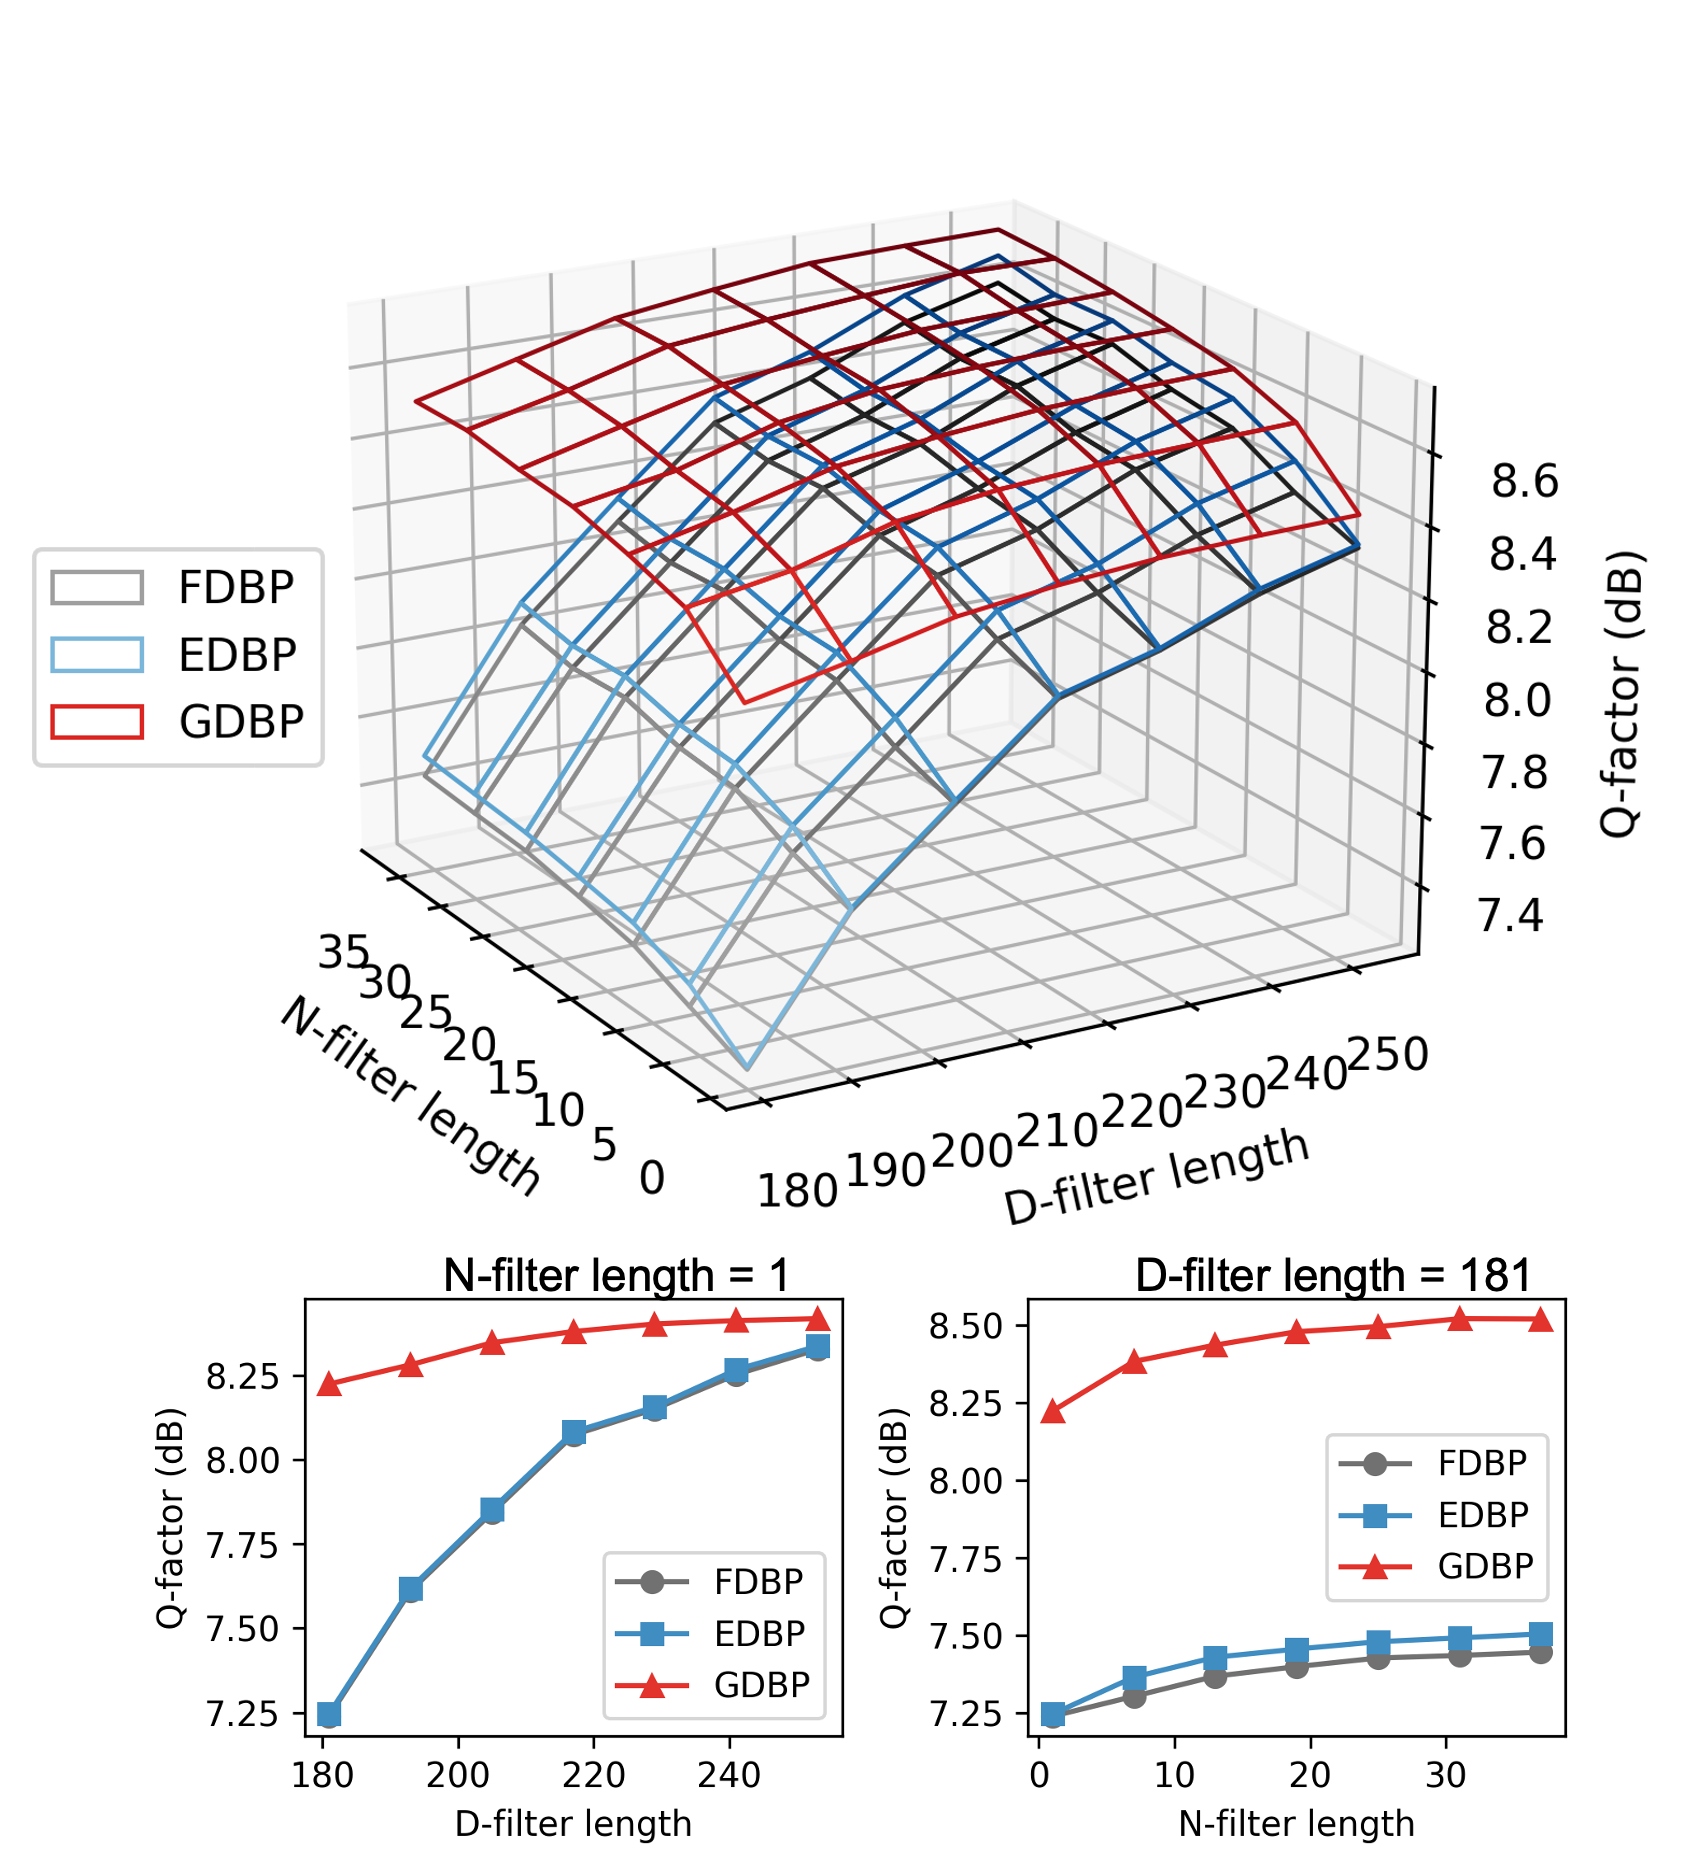 FDBP
EDBP
GDBP
8.6
8.4
8.2
8.0
7.8
7.6
7.4
Q-factor (dB)
35
30
25
20
15
10
5
0
N-filter length
180
190
200
210
220
230
240
250
D-filter length
N-filter length = 1
8.25
8.00
7.75
7.50
7.25
Q-factor (dB)
180 200 220 240
D-filter length
FDBP
EDBP
GDBP
D-filter length = 181
8.50
8.25
8.00
7.75
7.50
7.25
Q-factor (dB)
0 10 20 30
N-filter length
FDBP
EDBP
GDBP